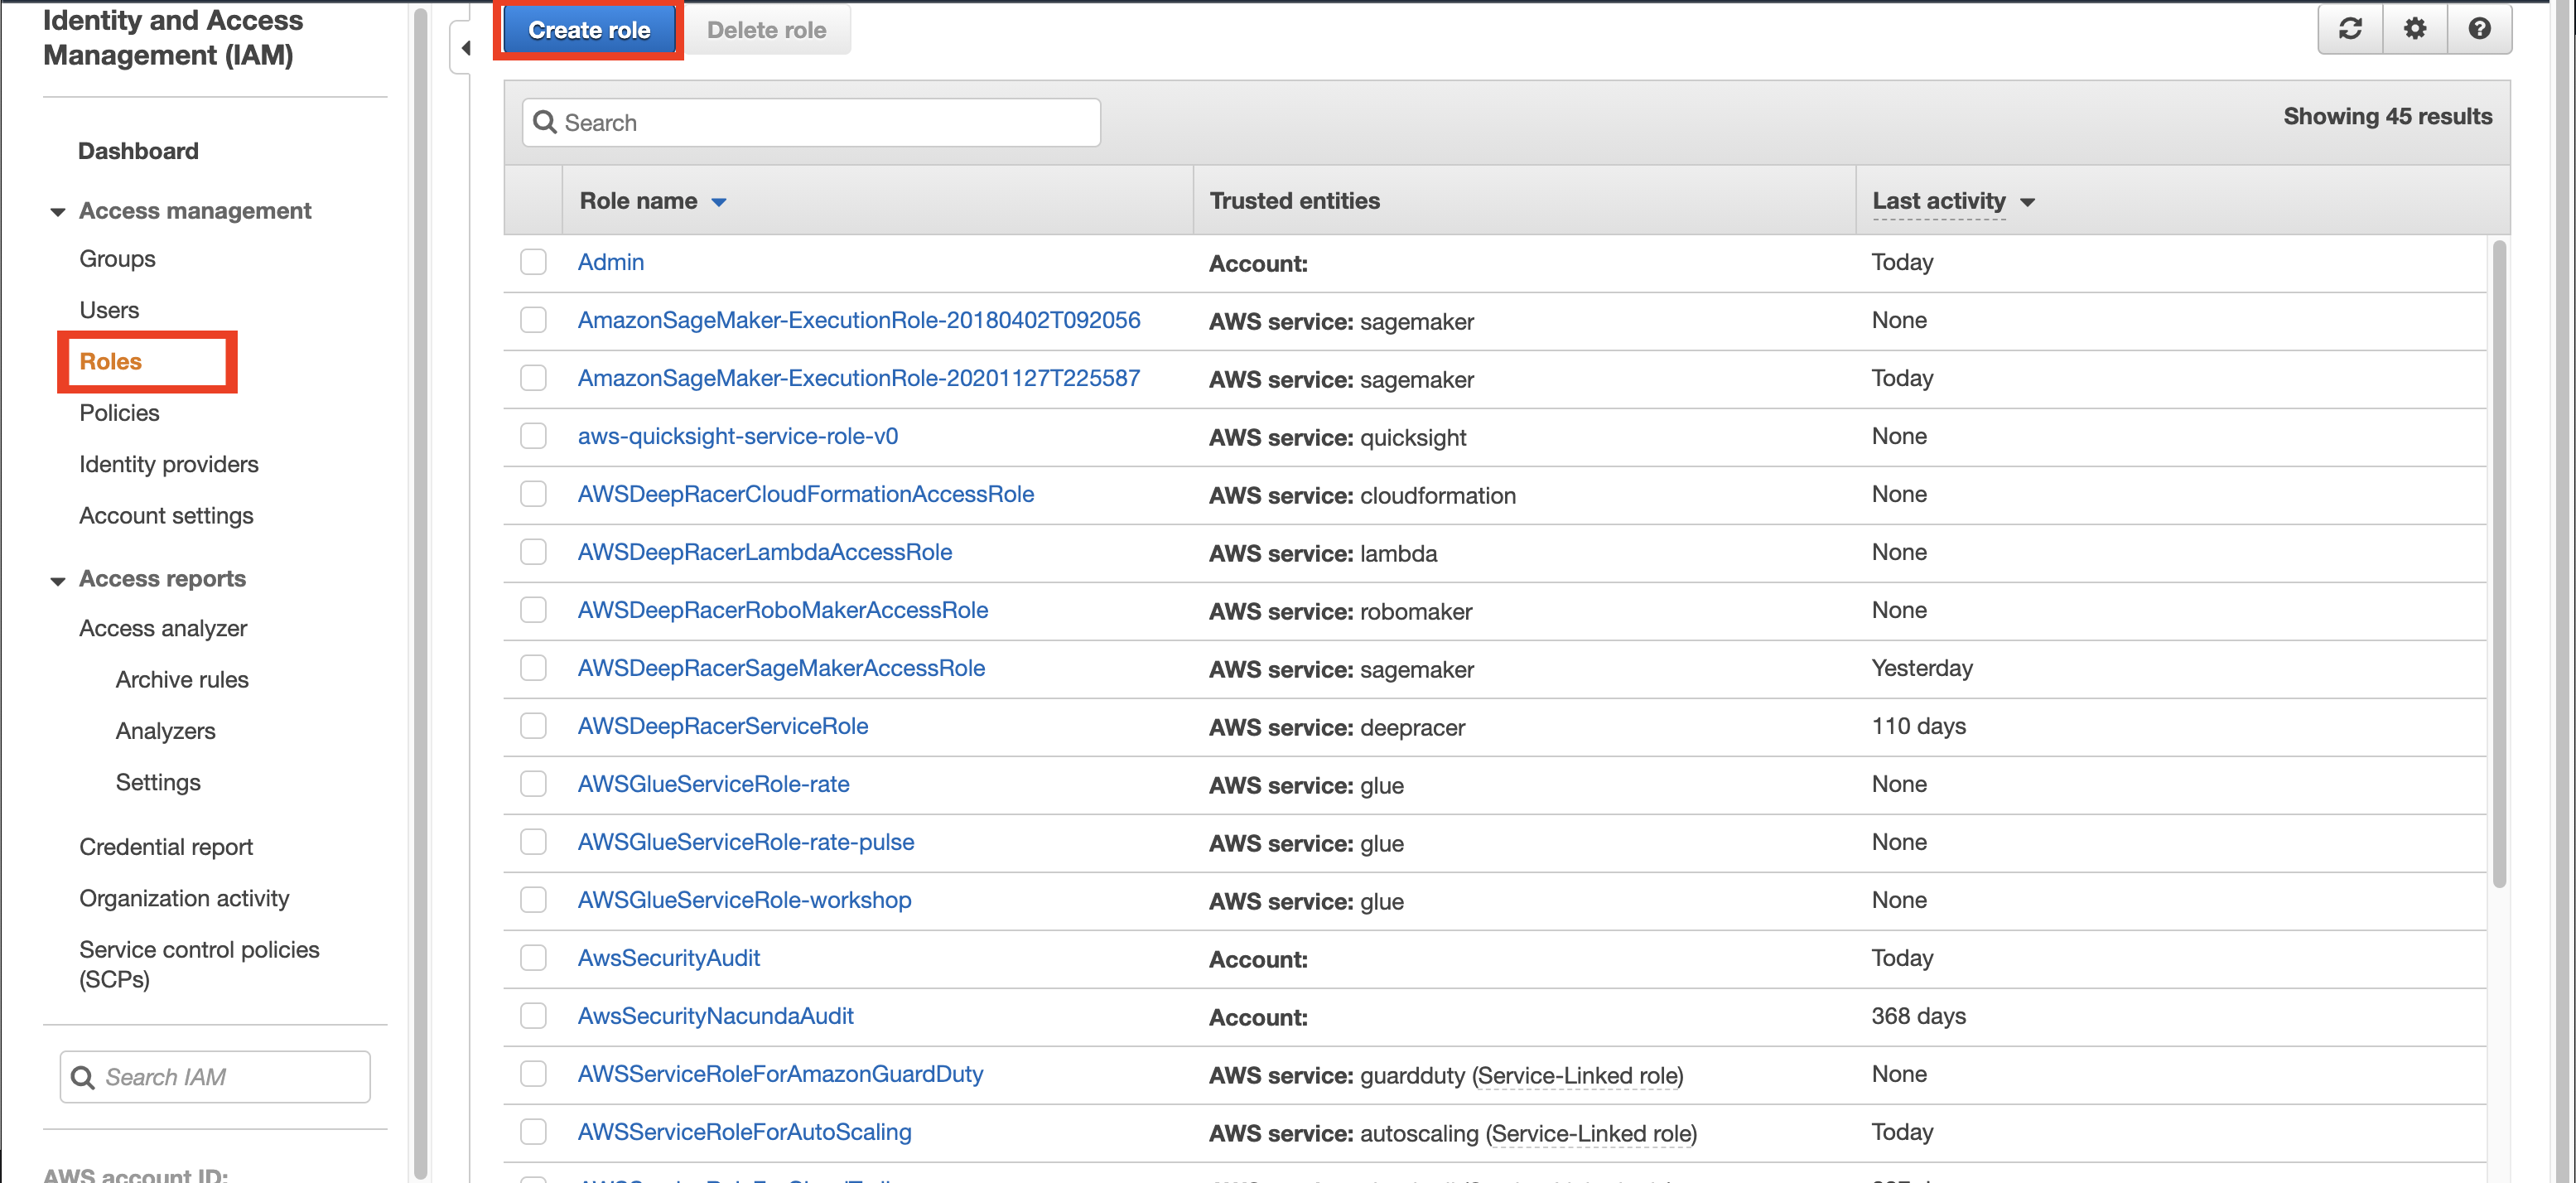 Identity and Access
Management (IAM)
Dashboard
Access management
Groups
Users
Roles
Policies
Identity providers
Account settings
Access reports
Access analyzer
Archive rules
Analyzers
Settings
Credential report
Organization activity
Service control policies
(SCPs)
Search IAM
AWS account ID:
Create role
Delete role
Search
Showing 45 results
Role name Trusted entities Last activity
Admin Account: Today
AmazonSageMaker-ExecutionRole-20180402T092056 AWS service: sagemaker None
AmazonSageMaker-ExecutionRole-20201127T225587 AWS service: sagemaker Today
aws-quicksight-service-role-v0 AWS service: quicksight None
AWSDeepRacerCloudFormationAccessRole AWS service: cloudformation None
AWSDeepRacerLambdaAccessRole AWS service: lambda None
AWSDeepRacerRoboMakerAccessRole AWS service: robomaker None
AWSDeepRacerSageMakerAccessRole AWS service: sagemaker Yesterday
AWSDeepRacerServiceRole AWS service: deepracer 110 days
AWSGlueServiceRole-rate AWS service: glue None
AWSGlueServiceRole-rate-pulse AWS service: glue None
AWSGlueServiceRole-workshop AWS service: glue None
AwsSecurityAudit Account: Today
AwsSecurityNacundaAudit Account: 368 days
AWSServiceRoleForAmazonGuardDuty AWS service: guardduty (Service-Linked role) None
AWSServiceRoleForAutoScaling AWS service: autoscaling (Service-Linked role) Today